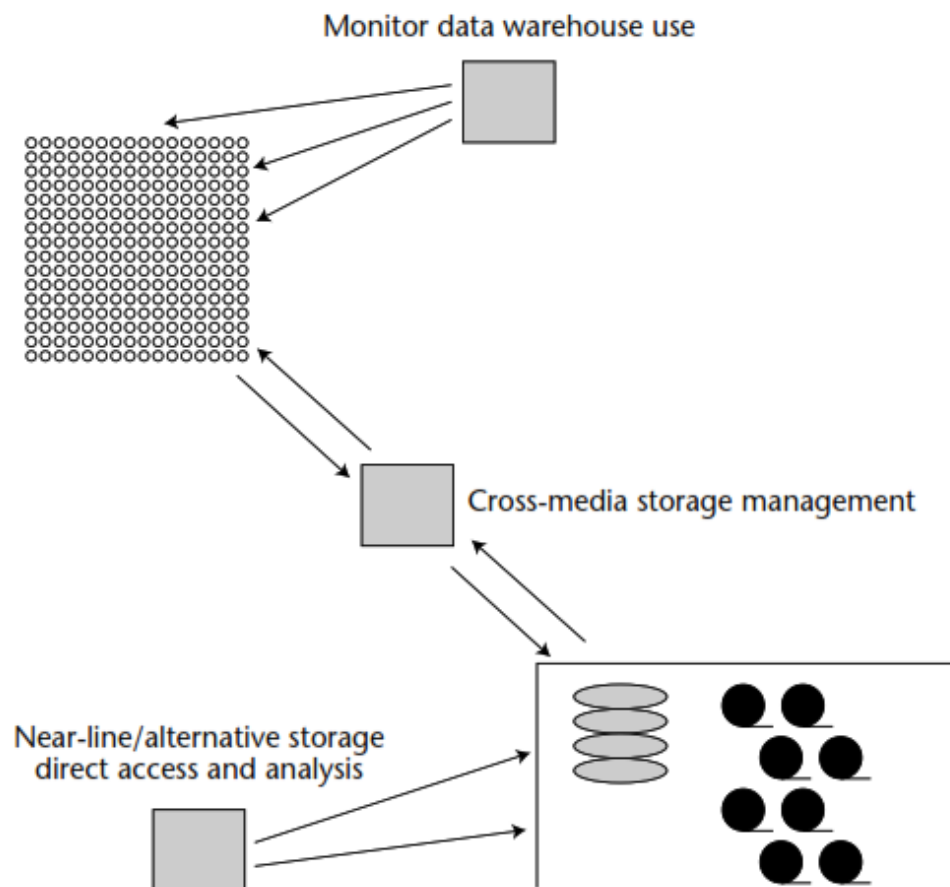 Monitor data warehouse use
Cross-media storage management
Near-line/alternative storage
direct access and analysis